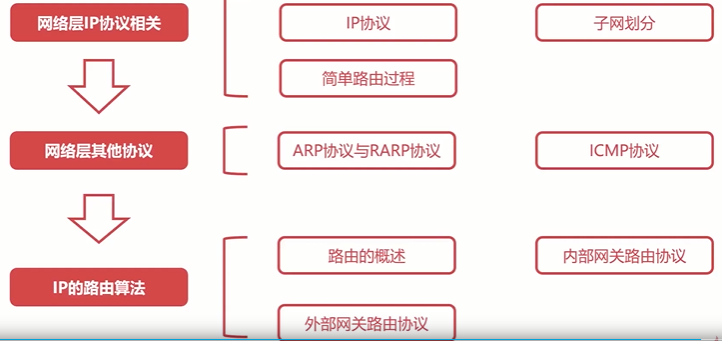 网络层IP协议相关
IP协议
子网划分
简单路由过程
网络层其他协议
ARP协议与RARP协议
ICMP协议
路由的概述
内部网关路由协议
IP的路由算法
外部网关路由协议